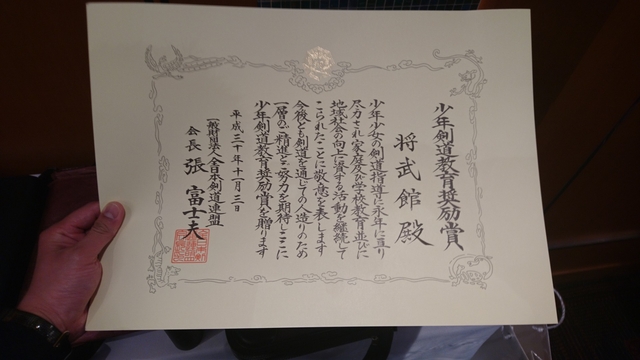 少年剣道教育奨励賞
将武館殿
少年少女の剣道指導に永年に亘り
尽力され家庭及び学校教育並びに
地域社会の向上に資する活動を継続して
こられたことに敬意を表します
今後とも剣道を通じての人造りのため
一層のご精進とご努力を期待しここに
少年剣道教育奨励賞を贈ります
平成三十年十一月三日
一般財団法人全日本剣道連盟
会長 張富士夫